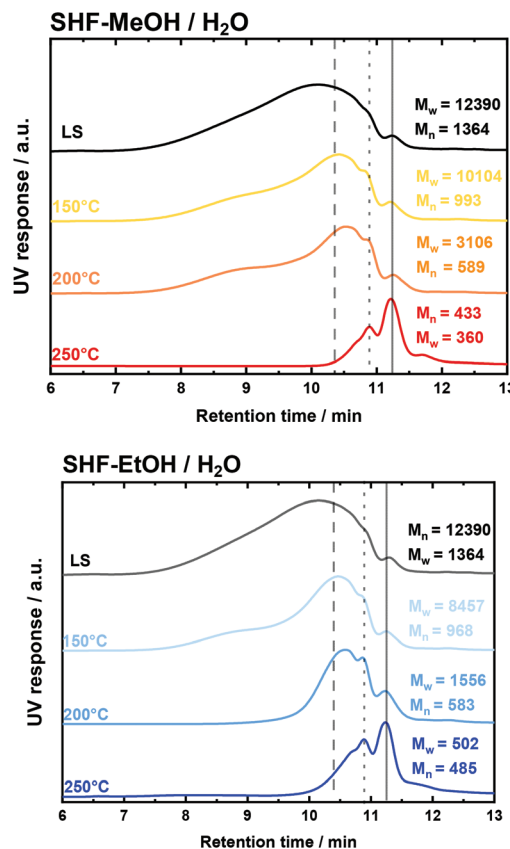 SHF-MeOH / H₂O
UV response / a.u.
LS
Mw = 12390
Mn = 1364
150°C
Mw = 10104
Mn = 993
200°C
Mw = 3106
Mn = 589
250°C
Mn = 433
Mw = 360
6 7 8 9 10 11 12 13
Retention time / min
SHF-EtOH / H₂O
UV response / a.u.
LS
Mn = 12390
Mw = 1364
150°C
Mw = 8457
Mn = 968
200°C
Mw = 1556
Mn = 583
250°C
Mw = 502
Mn = 485
6 7 8 9 10 11 12 13
Retention time / min